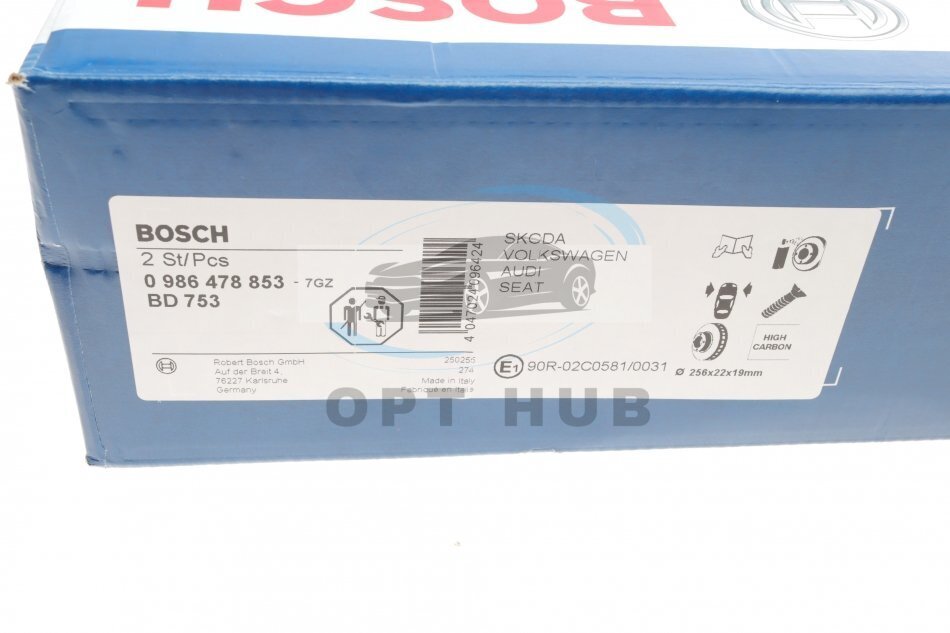 BOSCH
BOSCH
2 St/Pcs
0 986 478 853 - 7GZ
BD 753
4 047024 096424
SKCDA
VOLKSWAGEN
AUDI
SEAT
HIGH
CARBON
Robert Bosch GmbH
Auf der Breit 4,
76227 Karlsruhe
Germany
250255
274
Made in Italy
Fabriqué en Italie
E1 90R-02C0581/0031
Ø 256x22x19mm
OPT HUB